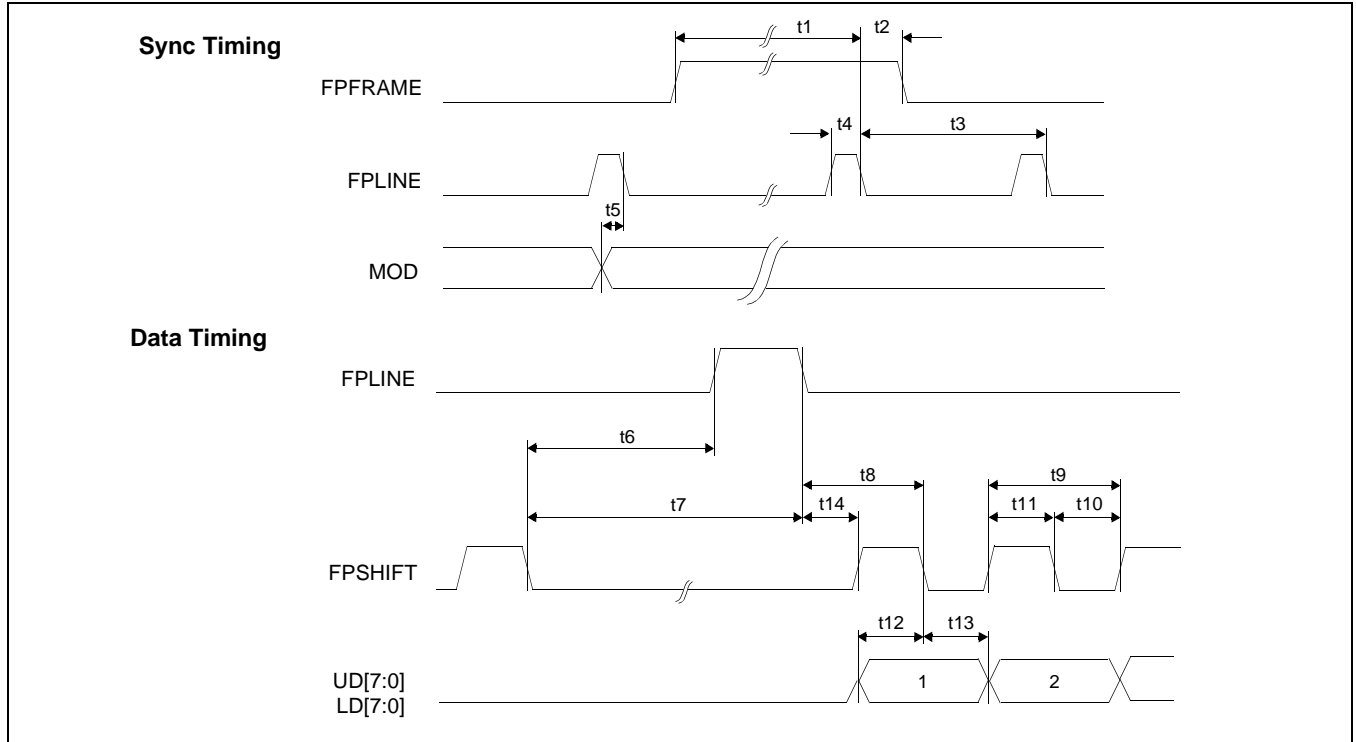 Sync Timing
t1
t2
FPFRAME
t4
t3
FPLINE
t5
MOD
Data Timing
FPLINE
t6
t8
t9
t7
t14
t11
t10
FPSHIFT
t12
t13
UD[7:0]
1
2
LD[7:0]